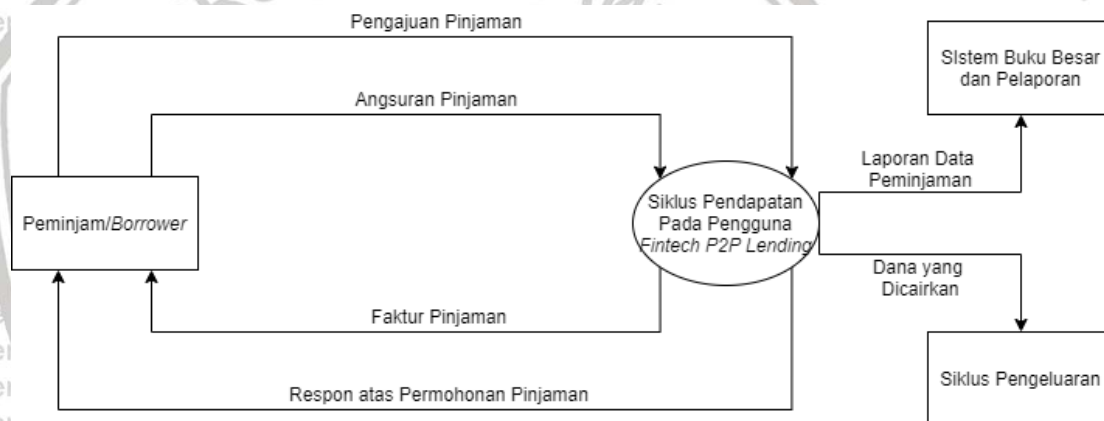 Pengajuan Pinjaman
SIstem Buku Besar
dan Pelaporan
Angsuran Pinjaman
Laporan Data
Peminjaman
Peminjam/Borrower
Siklus Pendapatan
Pada Pengguna
Fintech P2P Lending
Dana yang
Dicairkan
Faktur Pinjaman
Siklus Pengeluaran
Respon atas Permohonan Pinjaman